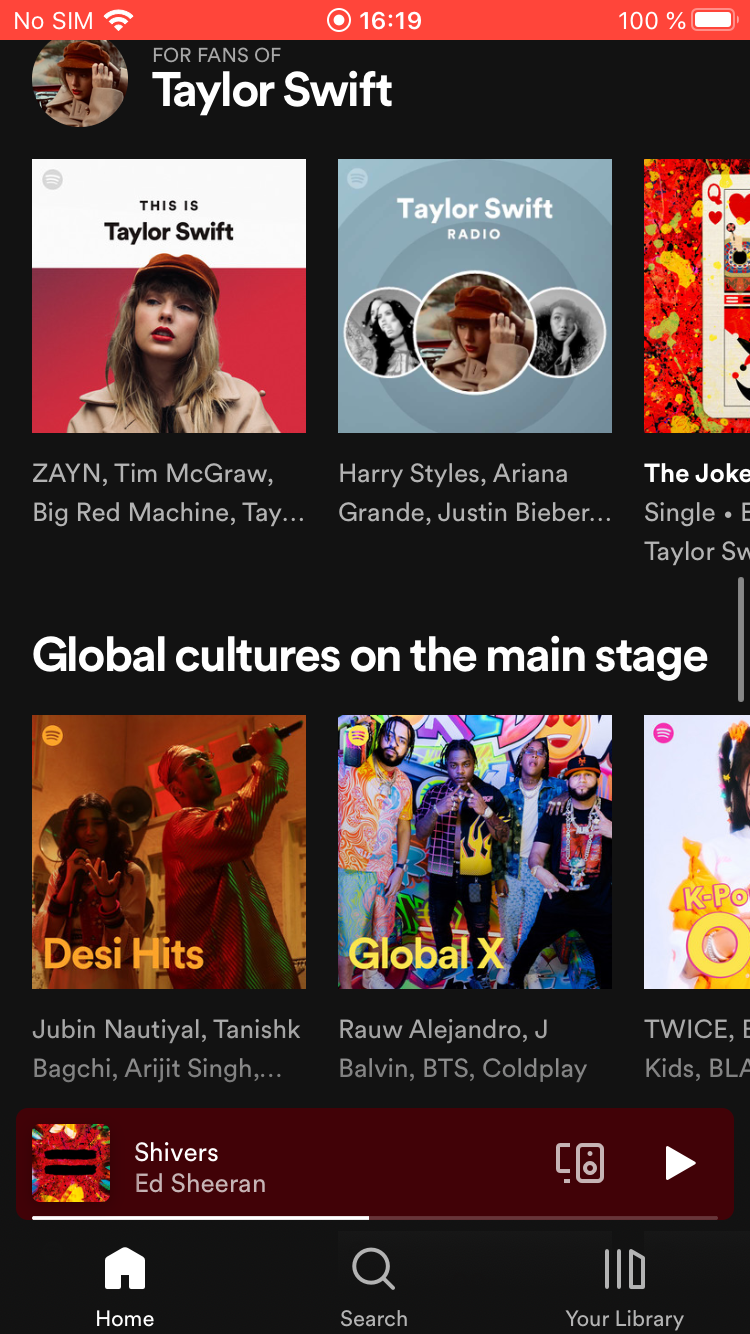 No SIM 16:19 100 %
FOR FANS OF
Taylor Swift
THIS IS
Taylor Swift
Taylor Swift
RADIO
Q
ZAYN, Tim McGraw,
Big Red Machine, Tay...
Harry Styles, Ariana
Grande, Justin Bieber...
The Joke
Single • E
Taylor Sw
Global cultures on the main stage
Desi Hits
Global X
K-Po
O
Jubin Nautiyal, Tanishk
Bagchi, Arijit Singh,...
Rauw Alejandro, J
Balvin, BTS, Coldplay
TWICE, E
Kids, BLA
Shivers
Ed Sheeran
Home
Search
Your Library